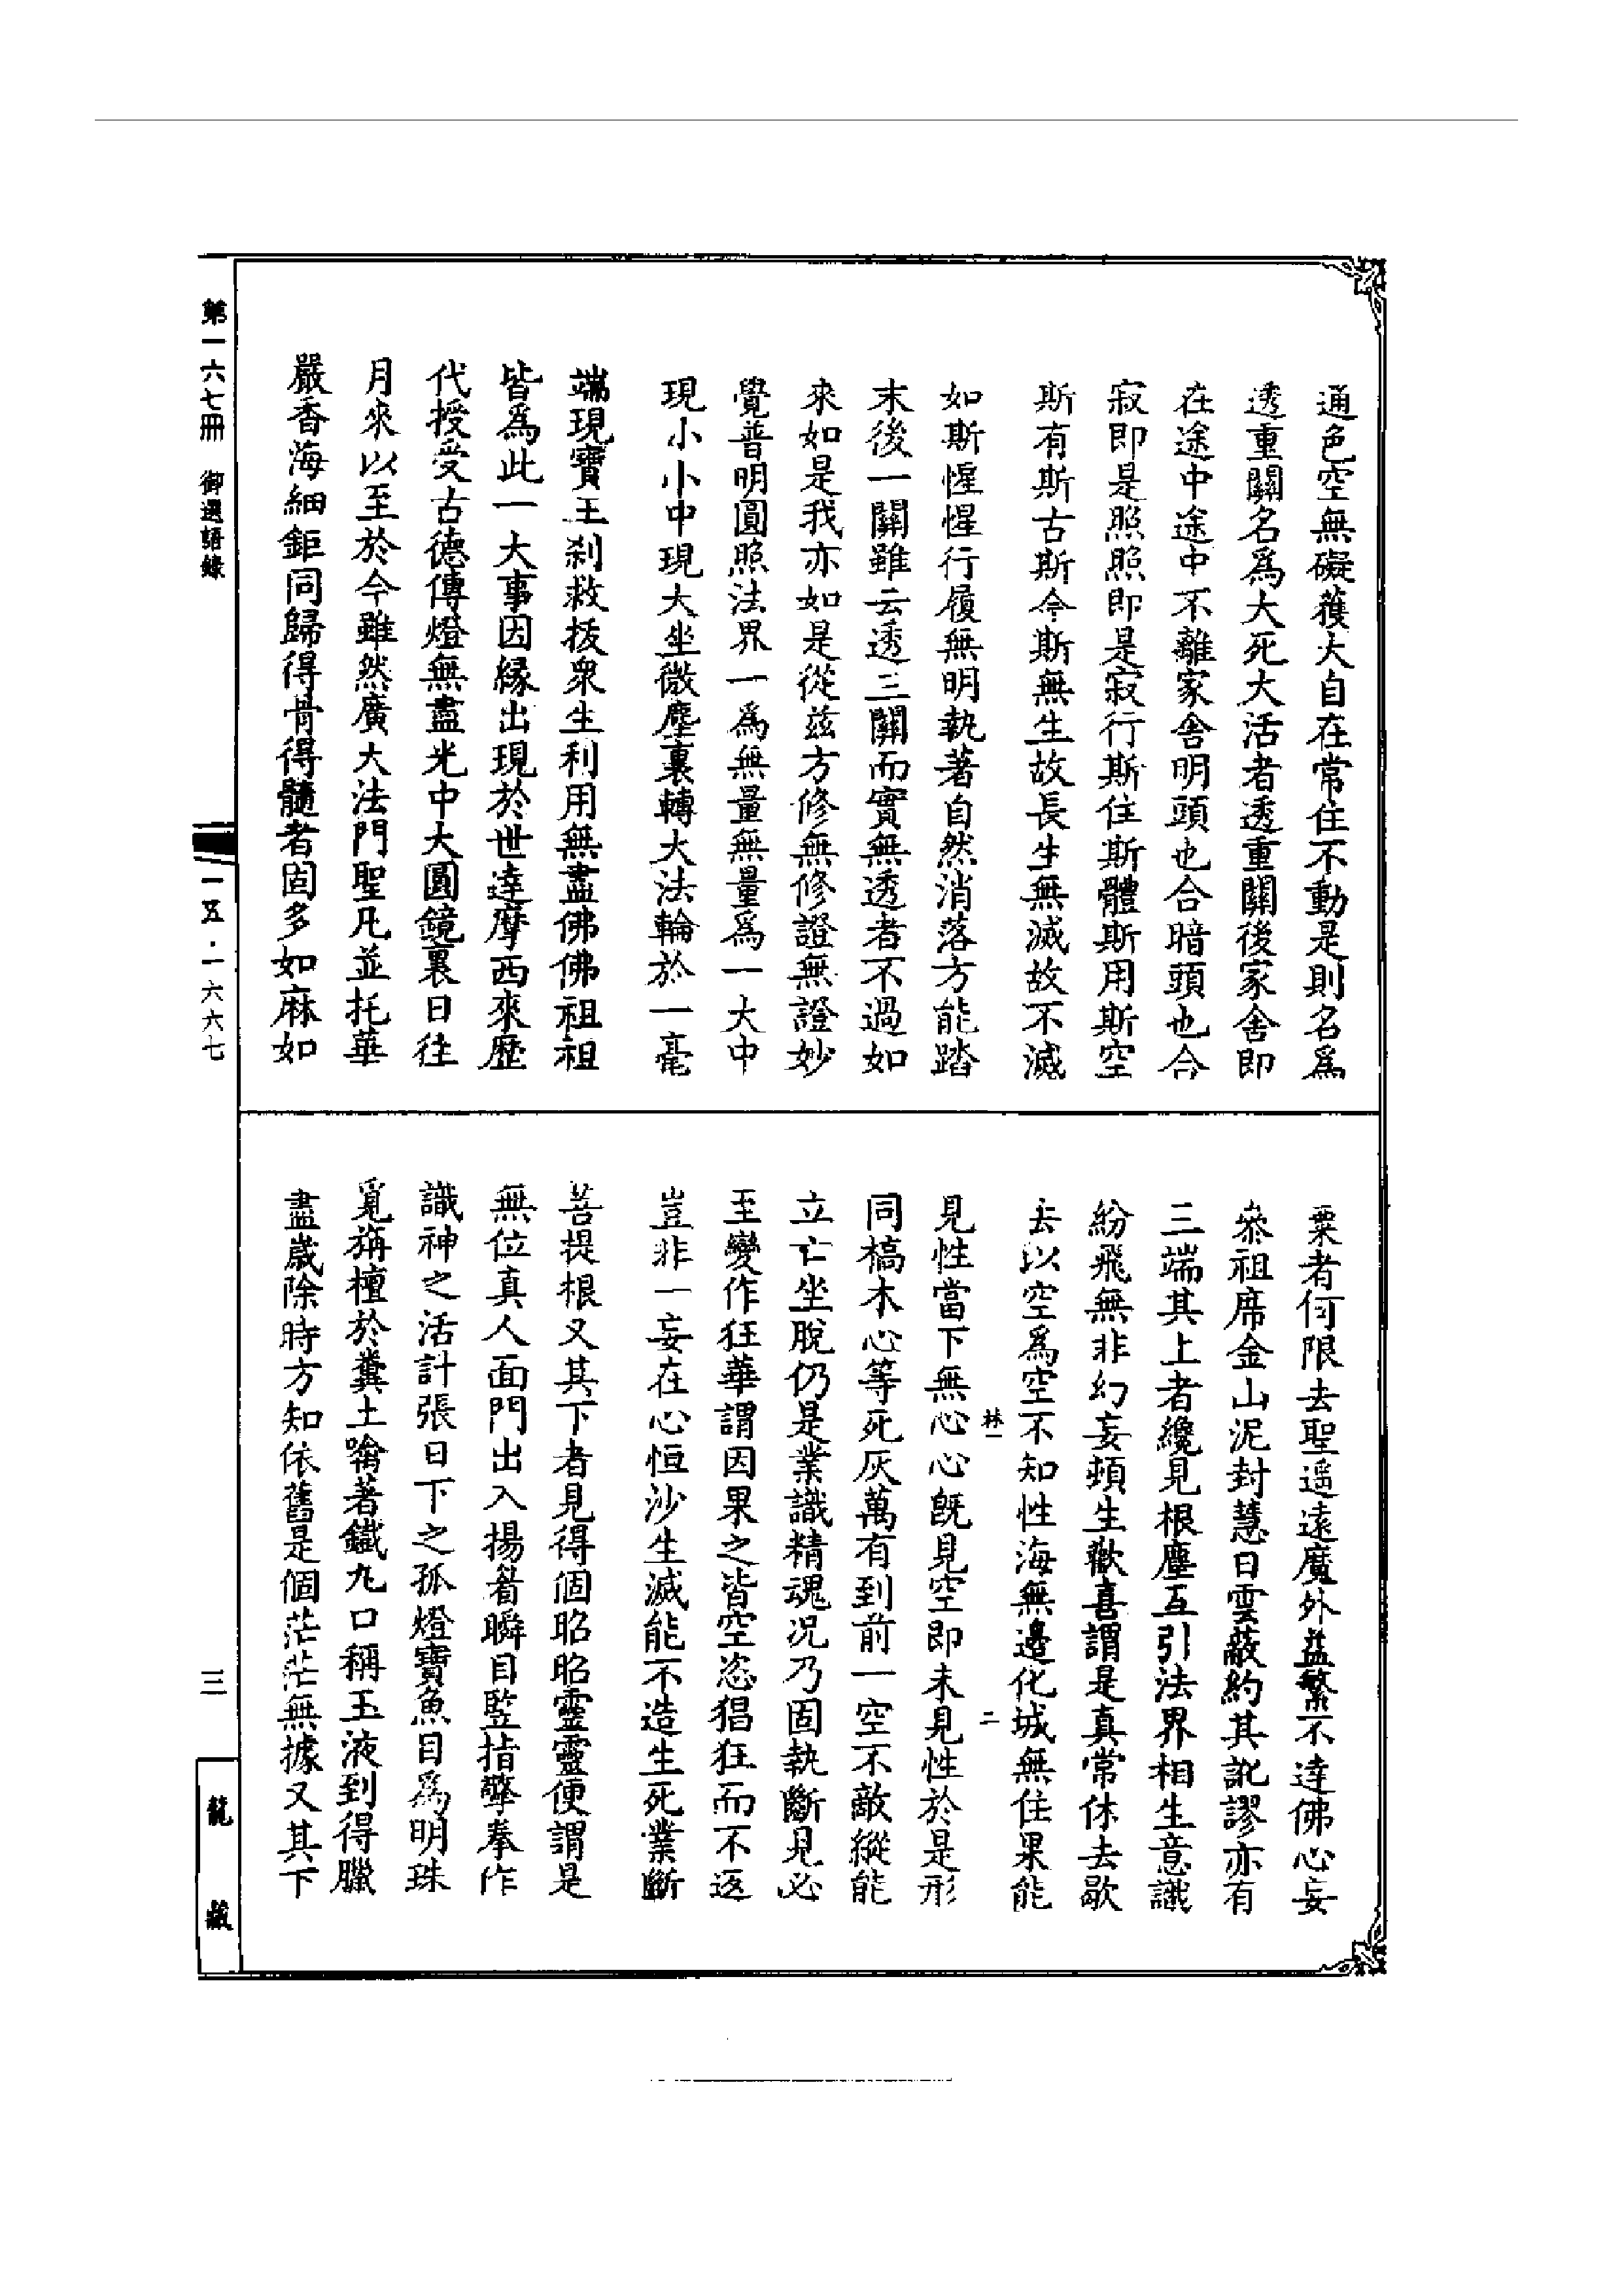 通色空無礙獲大自在常住不動是則名爲
透重關名爲大死大活者透重關後家舍即
在途中途中不離家舍明頭也合暗頭也合
寂即是照照即是寂行斯住斯體斯用斯空
斯有斯古斯今斯無生故長生無滅故不滅
如斯惺惺行履無明執著自然消落方能踏
末後一關雖云透三關而實無透者不過如
來如是我亦如是從茲方修無修證無證妙
覺普明圓照法界一爲無量無量爲一大中
現小小中現大坐微塵裏轉大法輪於一毫
端現寶王刹救拔衆生利用無盡佛佛祖祖
皆爲此一大事因緣出現於世達摩西來歷
代授受古德傳燈無盡光中大圓鏡裏日往
月來以至於今雖然廣大法門聖凡並托華
嚴香海細鉅同歸得骨得髓者固多如麻如
粟者何限去聖遥遠魔外益繁不達佛心妄
叅祖席金山泥封慧日雲蔽約其訛謬亦有
三端其上者纔見根塵互引法界相生意識
紛飛無非幻妄頓生歡喜謂是真常休去歇
去以空爲空不知性海無邊化城無住果能
林一 二
見性當下無心心既見空即未見性於是形
同槁木心等死灰萬有到前一空不敵縱能
立亡坐脫仍是業識精魂况乃固執斷見必
至變作狂華謂因果之皆空恣猖狂而不返
豈非一妄在心恒沙生滅能不造生死業斷
菩提根又其下者見得個昭昭靈靈便謂是
無位真人面門出入揚眉瞬目豎指擎拳作
識神之活計張日下之孤燈寶魚目爲明珠
覓旃檀於糞土噙著鐵丸口稱玉液到得臘
盡歲除時方知依舊是個茫茫無據又其下
第一六七冊 御選語錄
一五·一六六七
三
龍藏